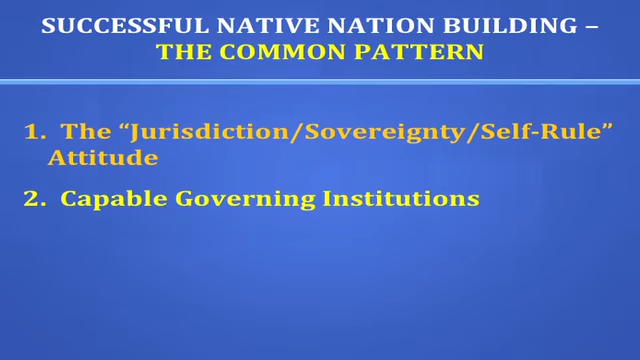 SUCCESSFUL NATIVE NATION BUILDING –
THE COMMON PATTERN
1. The “Jurisdiction/Sovereignty/Self-Rule”
Attitude
2. Capable Governing Institutions